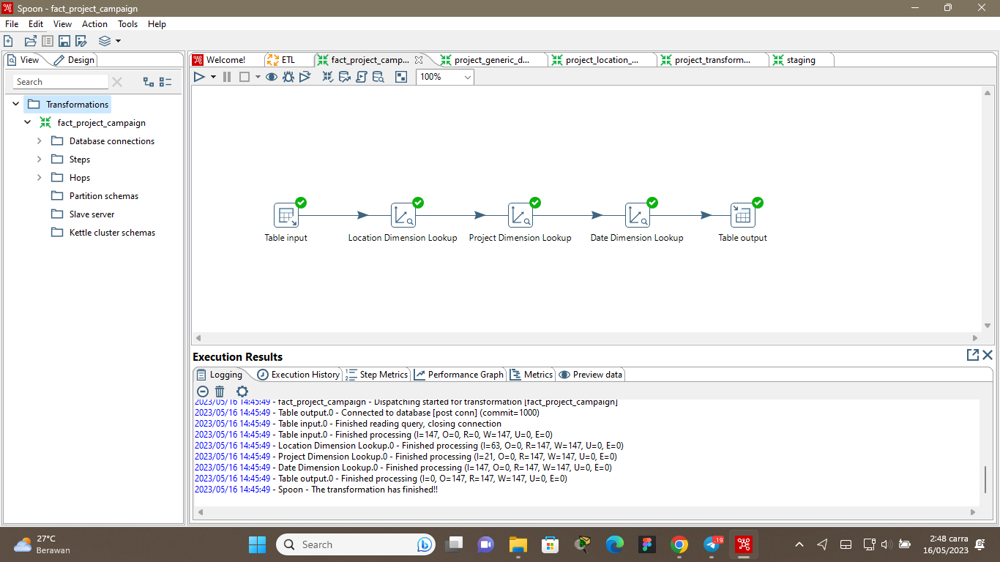 Spoon - fact_project_campaign
File Edit View Action Tools Help
View Design
Welcome! ETL fact_project_camp... project_generic_d... project_location_... project_transform... staging
100%
Search
Transformations
fact_project_campaign
Database connections
Steps
Hops
Partition schemas
Slave server
Kettle cluster schemas
Table input Location Dimension Lookup Project Dimension Lookup Date Dimension Lookup Table output
Execution Results
Logging Execution History Step Metrics Performance Graph Metrics Preview data
2023/05/16 14:45:49 - fact_project_campaign - Dispatching started for transformation [fact_project_campaign]
2023/05/16 14:45:49 - Table output.0 - Connected to database [post conn] (commit=1000)
2023/05/16 14:45:49 - Table input.0 - Finished reading query, closing connection
2023/05/16 14:45:49 - Table input.0 - Finished processing (I=147, O=0, R=0, W=147, U=0, E=0)
2023/05/16 14:45:49 - Location Dimension Lookup.0 - Finished processing (I=63, O=0, R=147, W=147, U=0, E=0)
2023/05/16 14:45:49 - Project Dimension Lookup.0 - Finished processing (I=21, O=0, R=147, W=147, U=0, E=0)
2023/05/16 14:45:49 - Date Dimension Lookup.0 - Finished processing (I=147, O=0, R=147, W=147, U=0, E=0)
2023/05/16 14:45:49 - Table output.0 - Finished processing (I=0, O=147, R=147, W=147, U=0, E=0)
2023/05/16 14:45:49 - Spoon - The transformation has finished!!
27°C
Berawan
Search
19
2:48 carra
16/05/2023